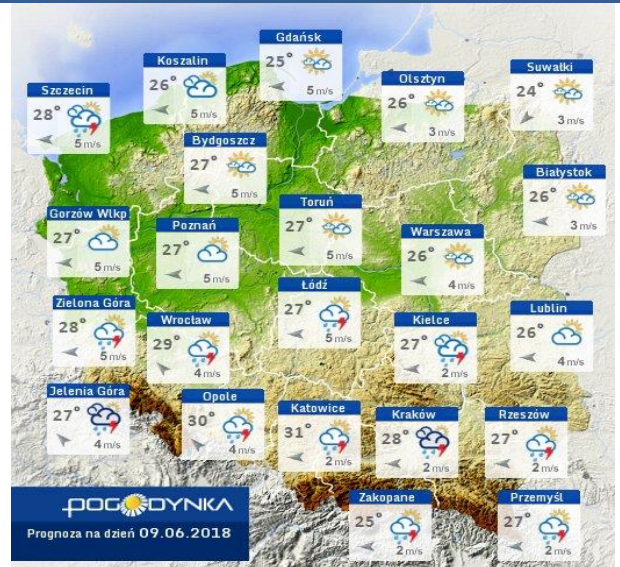 Gdańsk
25°
5 m/s
Koszalin
26°
5 m/s
Suwałki
24°
3 m/s
Olsztyn
26°
3 m/s
Szczecin
28°
5 m/s
Bydgoszcz
27°
5 m/s
Białystok
26°
3 m/s
Toruń
27°
5 m/s
Gorzów Wlkp
27°
5 m/s
Poznań
27°
5 m/s
Warszawa
26°
4 m/s
Łódź
27°
5 m/s
Zielona Góra
28°
5 m/s
Wrocław
29°
4 m/s
Kielce
27°
2 m/s
Lublin
26°
4 m/s
Jelenia Góra
27°
4 m/s
Opole
30°
4 m/s
Katowice
31°
2 m/s
Kraków
28°
2 m/s
Rzeszów
27°
2 m/s
Zakopane
25°
2 m/s
Przemyśl
27°
2 m/s
POGODYNKA
Prognoza na dzień 09.06.2018